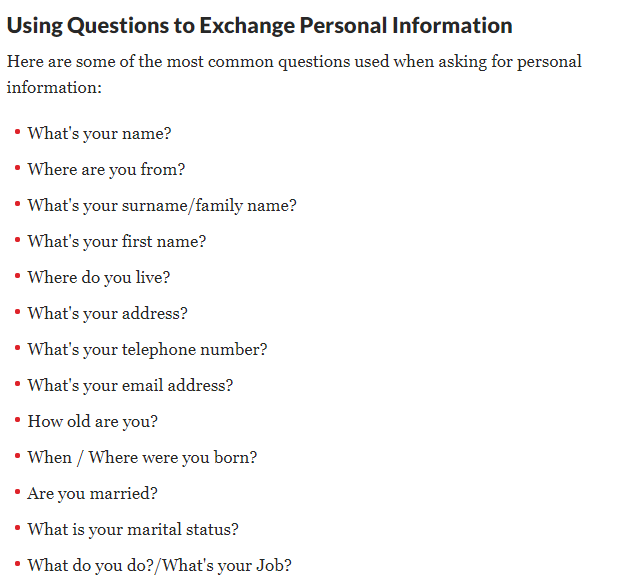 Using Questions to Exchange Personal Information
Here are some of the most common questions used when asking for personal
information:
• What's your name?
• Where are you from?
• What's your surname/family name?
• What's your first name?
• Where do you live?
• What's your address?
• What's your telephone number?
• What's your email address?
• How old are you?
• When / Where were you born?
• Are you married?
• What is your marital status?
• What do you do?/What's your Job?